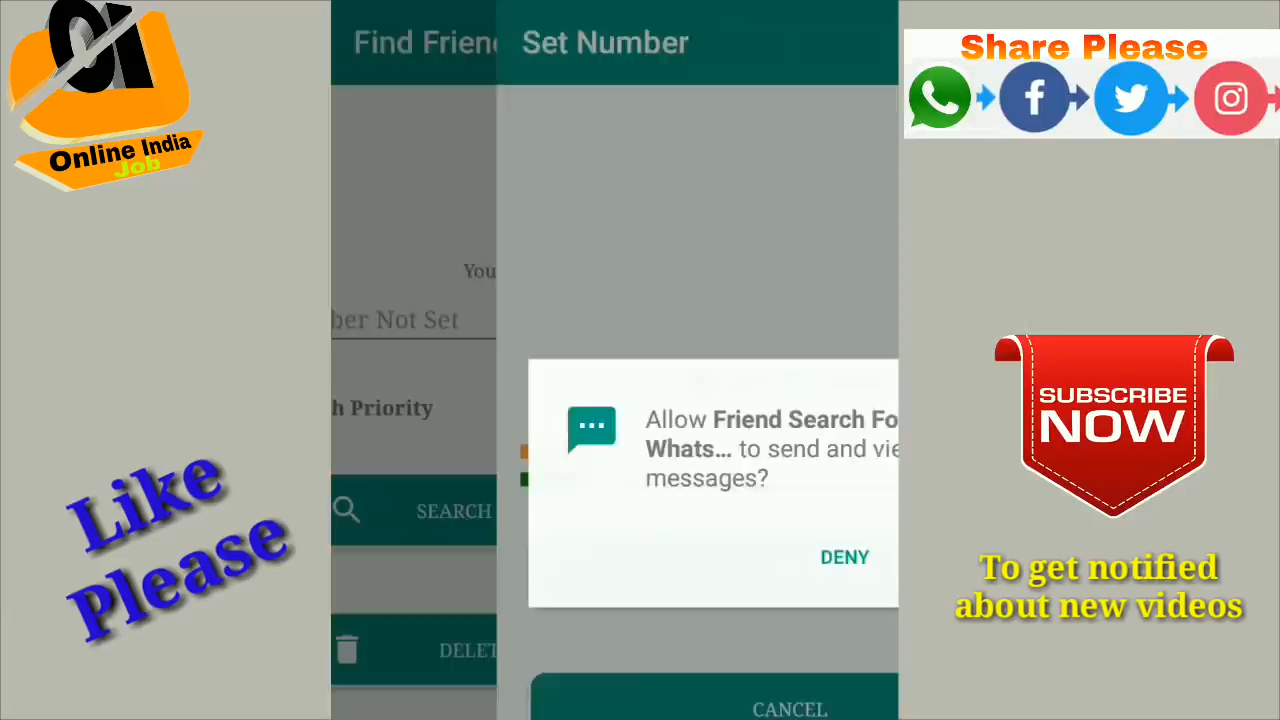 OI
Online India
Job
Find Frien
Set Number
Share Please
You
ber Not Set
h Priority
SEARCH
DELET
Allow Friend Search Fo
Whats... to send and vie
messages?
DENY
CANCEL
Like
Please
SUBSCRIBE
NOW
To get notified
about new videos